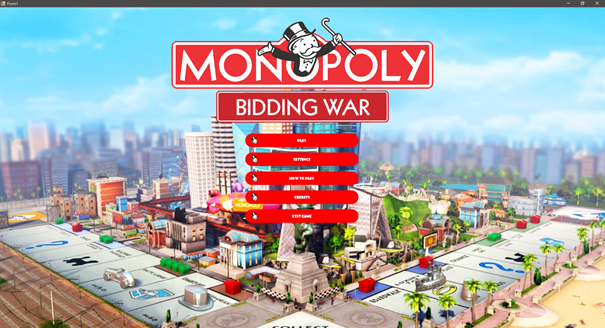 Form1
MONOPOLY
BIDDING WAR
PLAY
SETTINGS
HOW TO PLAY
CREDITS
EXIT GAME
COLLECT